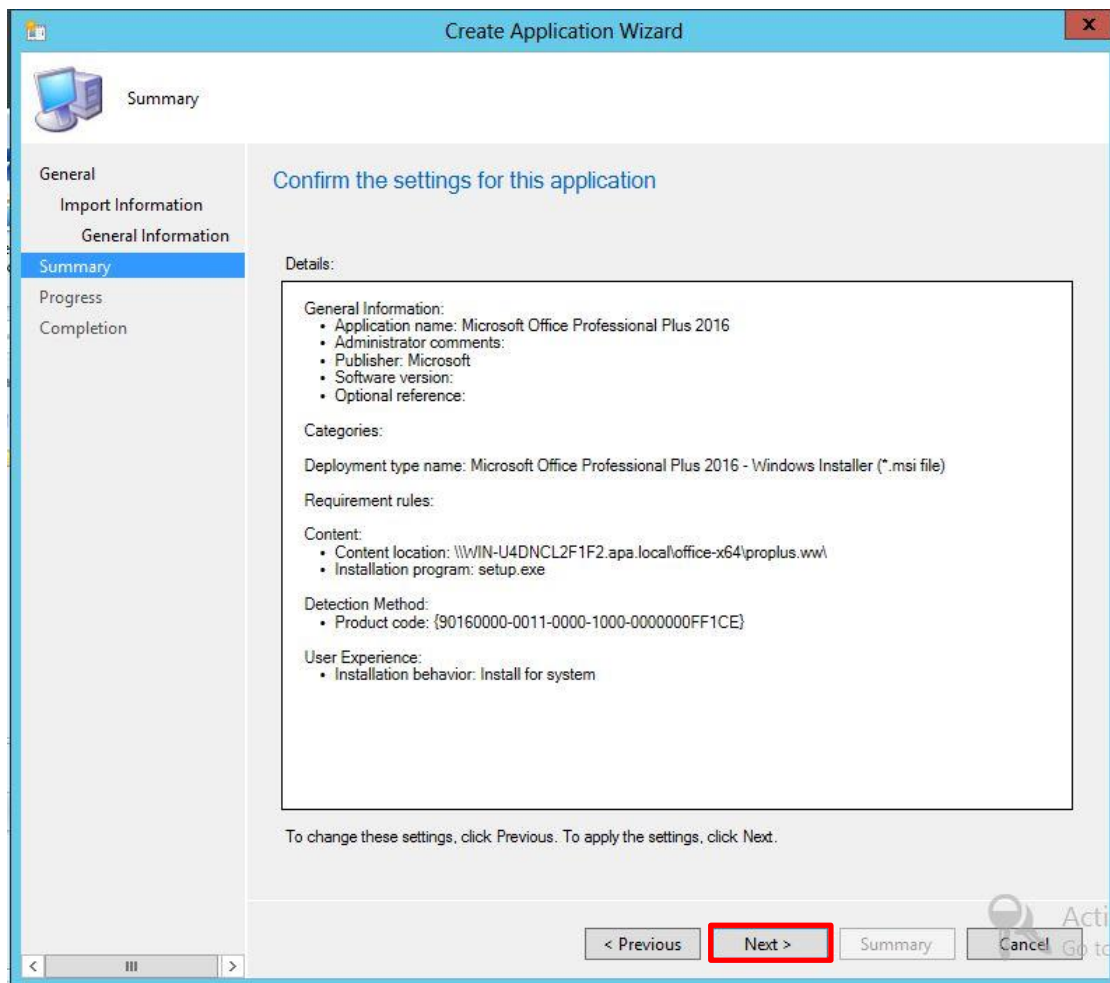 Create Application Wizard
x
Summary
General
Import Information
General Information
Summary
Progress
Completion
Confirm the settings for this application
Details:
General Information:
• Application name: Microsoft Office Professional Plus 2016
• Administrator comments:
• Publisher: Microsoft
• Software version:
• Optional reference:
Categories:
Deployment type name: Microsoft Office Professional Plus 2016 - Windows Installer (*.msi file)
Requirement rules:
Content:
• Content location: \\WIN-U4DNCL2F1F2.apa.local\office-x64\proplus.ww\
• Installation program: setup.exe
Detection Method:
• Product code: {90160000-0011-0000-1000-0000000FF1CE}
User Experience:
• Installation behavior: Install for system
To change these settings, click Previous. To apply the settings, click Next.
< Previous
Next >
Summary
Cancel
Acti
Go to